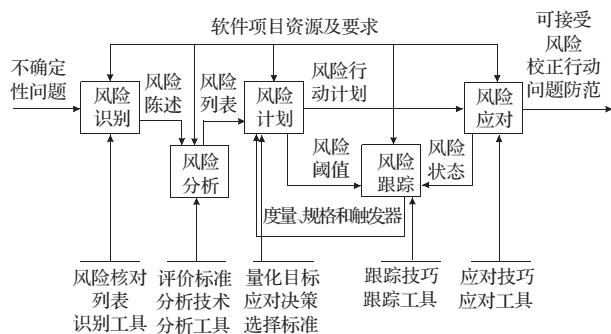 软件项目资源及要求
可接受
风险
校正行动
问题防范
不确定
性问题
风险
识别
风险
陈述
风险
列表
风险
计划
风险行
动计划
风险
应对
风险
分析
风险
阈值
风险
跟踪
风险
状态
度量、规格和触发器
风险核对
列表
识别工具
评价标准
分析技术
分析工具
量化目标
应对决策
选择标准
跟踪技巧
跟踪工具
应对技巧
应对工具